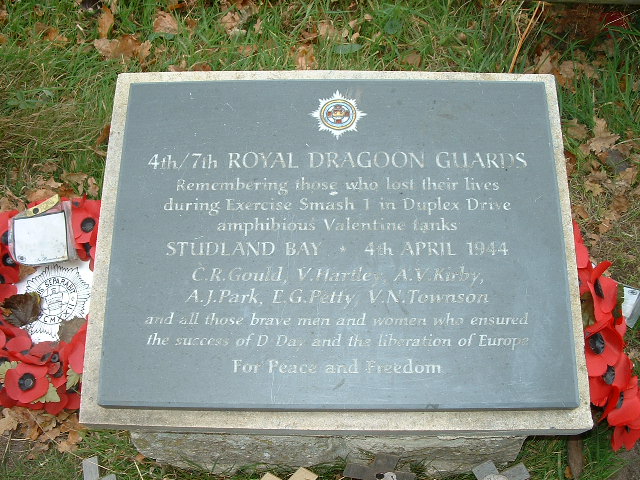 4th/7th ROYAL DRAGOON GUARDS
Remembering those who lost their lives
during Exercise Smash 1 in Duplex Drive
amphibious Valentine tanks
STUDLAND BAY • 4th APRIL 1944
C.R.Gould, V.Hartley, A.V.Kirby,
A.J.Park, E.G.Petty, V.N.Townson
and all those brave men and women who ensured
the success of D Day and the liberation of Europe
For Peace and Freedom